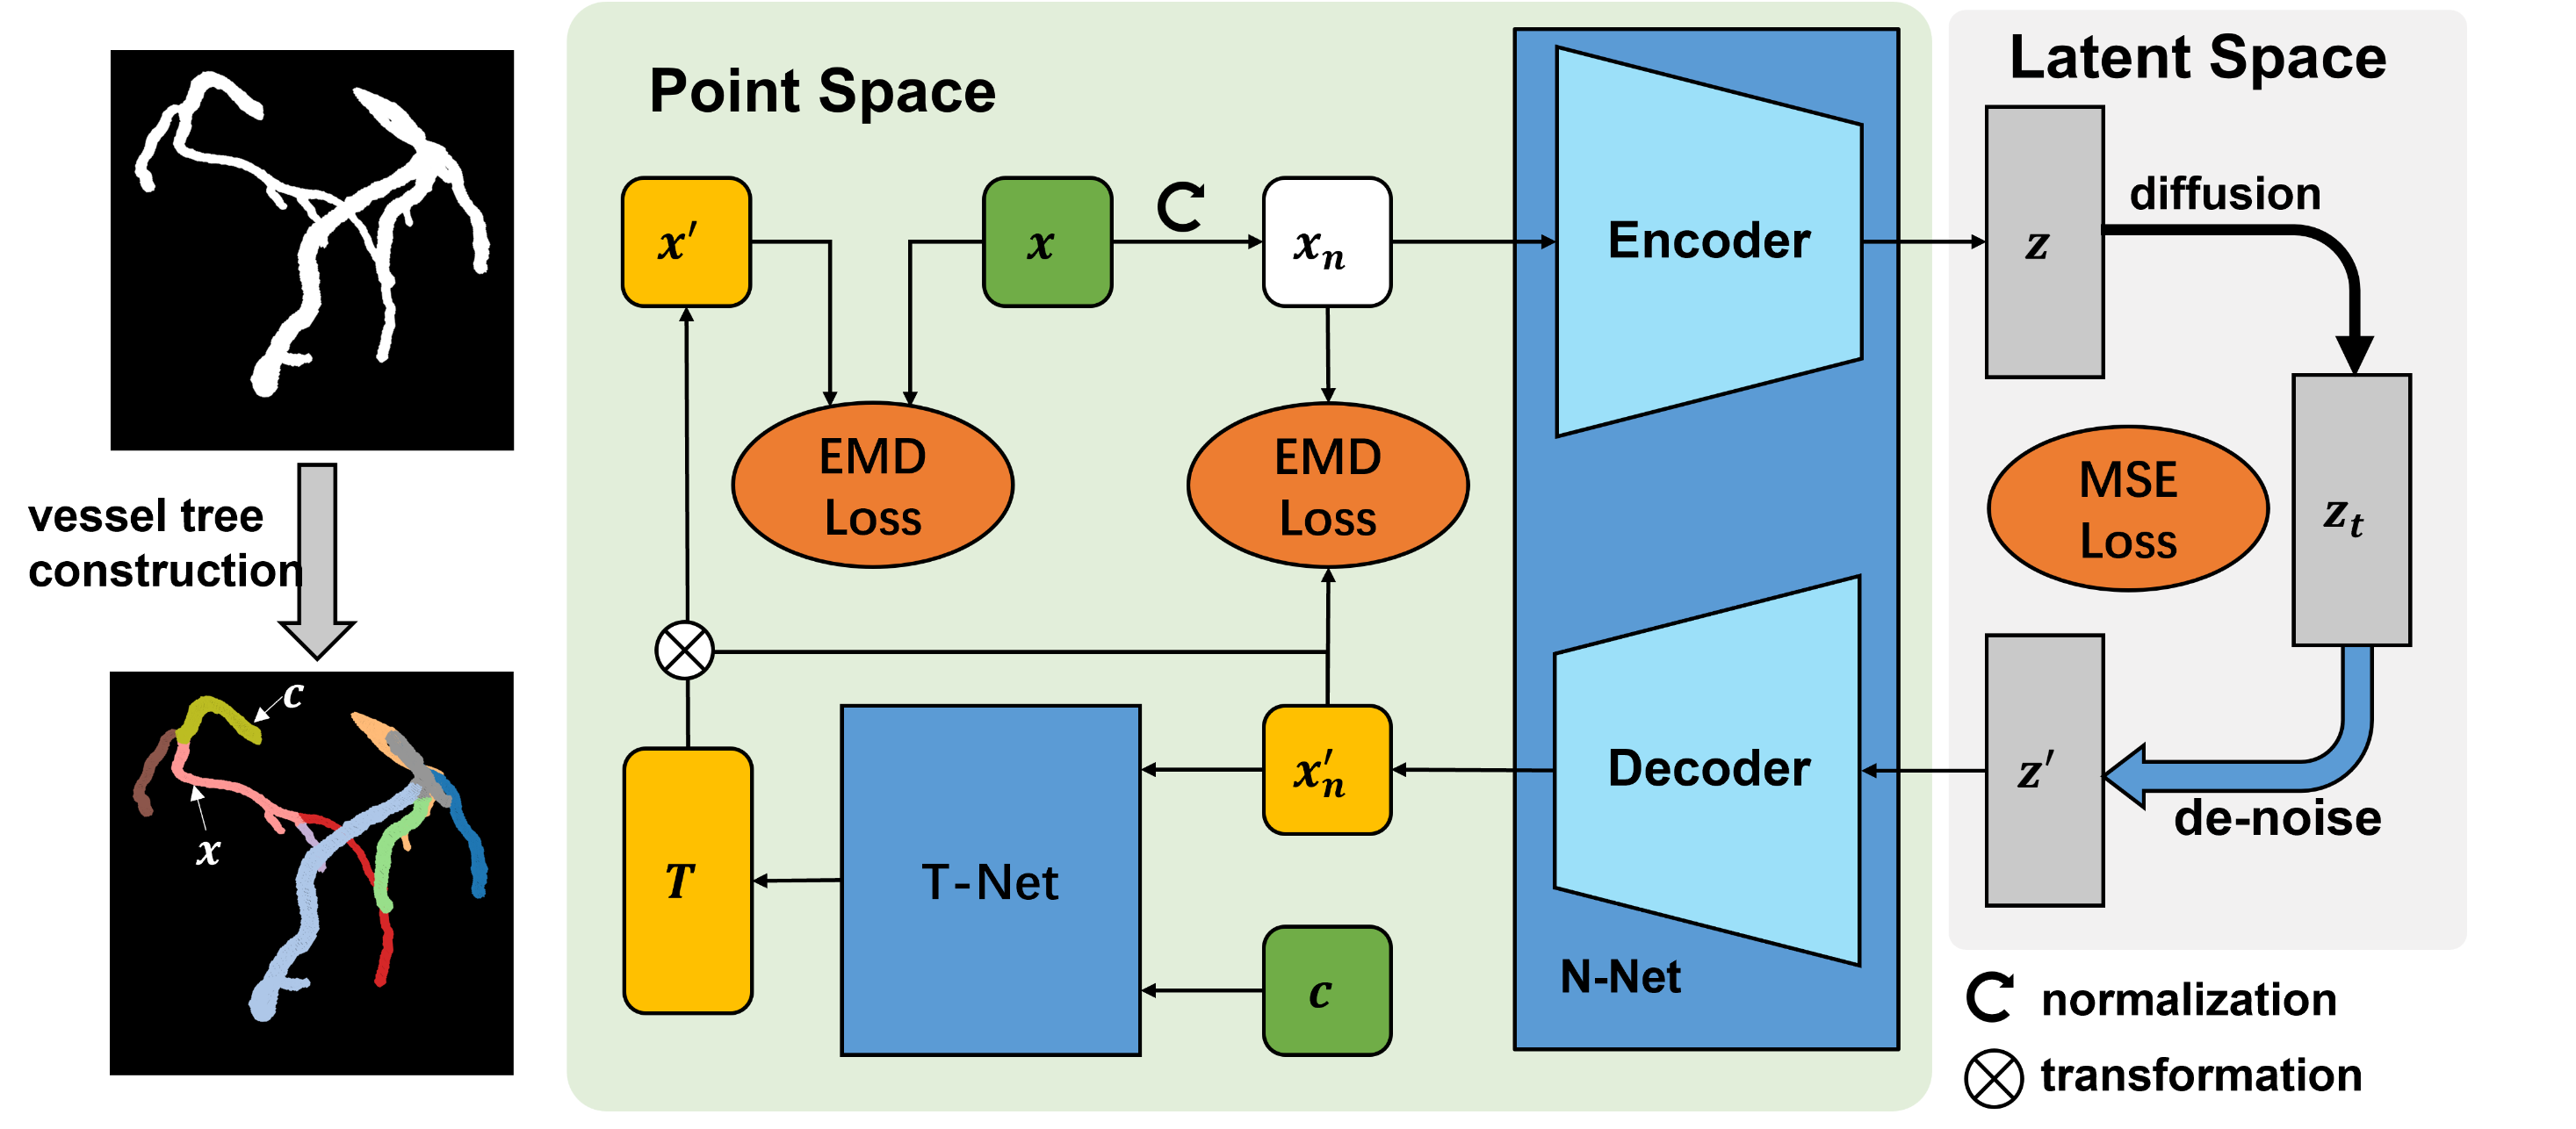 Point Space
Latent Space
x′
x
xₙ
Encoder
z
diffusion
EMD
Loss
EMD
Loss
MSE
Loss
zₜ
vessel tree
construction
c
x
T
T-Net
x′ₙ
Decoder
z′
de-noise
c
N-Net
normalization
transformation